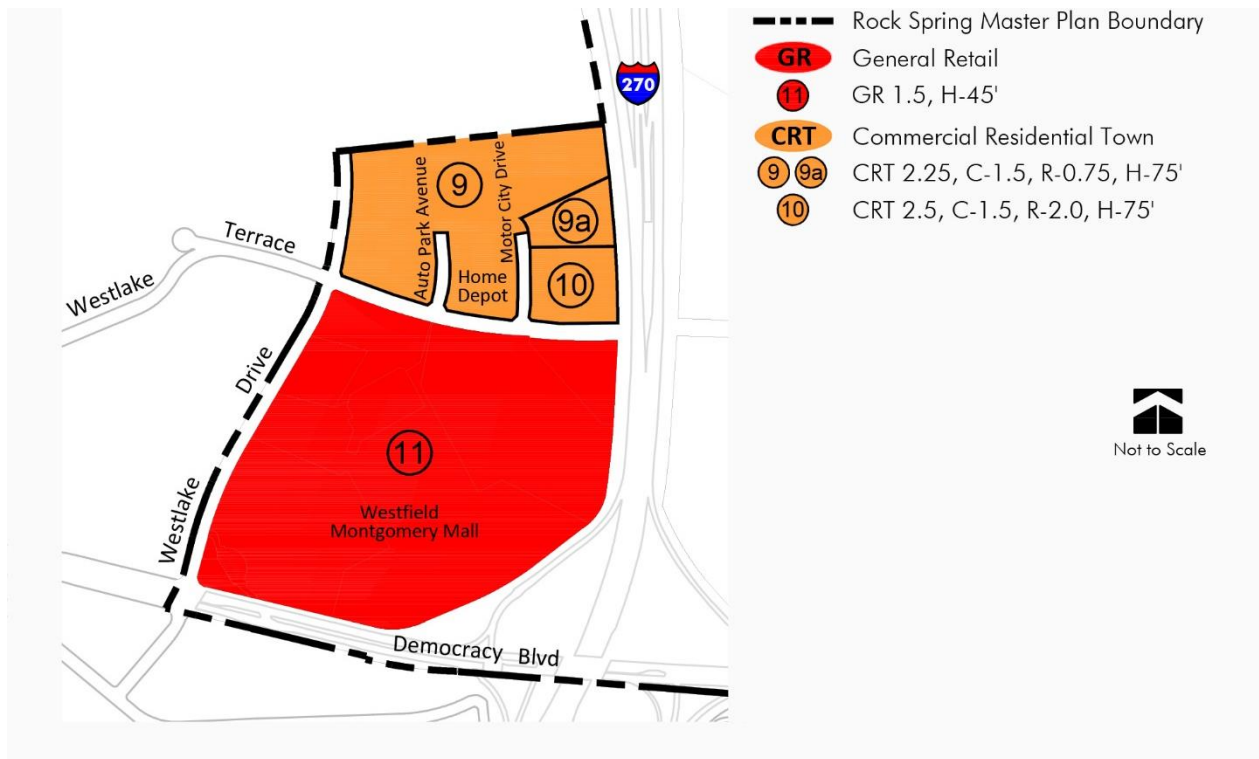 Rock Spring Master Plan Boundary
GR General Retail
11 GR 1.5, H-45'
CRT Commercial Residential Town
9 9a CRT 2.25, C-1.5, R-0.75, H-75'
10 CRT 2.5, C-1.5, R-2.0, H-75'
270
9
Auto Park Avenue
Motor City Drive
9a
Home
Depot
10
Terrace
Westlake
Drive
Westlake
11
Westfield
Montgomery Mall
Democracy Blvd
Not to Scale